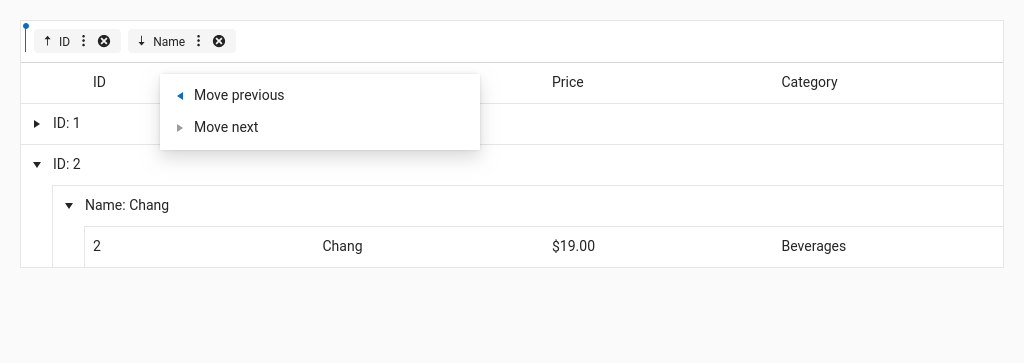 ID Name
ID Price Category
Move previous
Move next
ID: 1
ID: 2
Name: Chang
2 Chang $19.00 Beverages